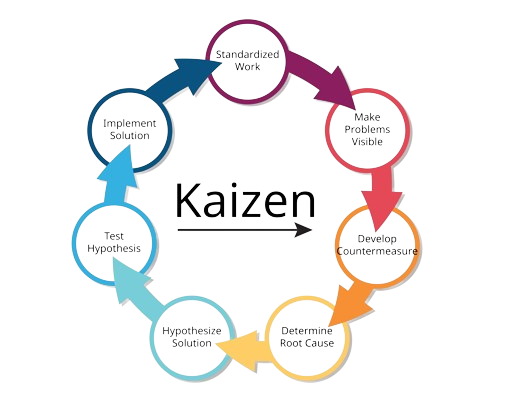 Standardized
Work
Make
Problems
Visible
Develop
Countermeasure
Determine
Root Cause
Hypothesize
Solution
Test
Hypothesis
Implement
Solution
Kaizen